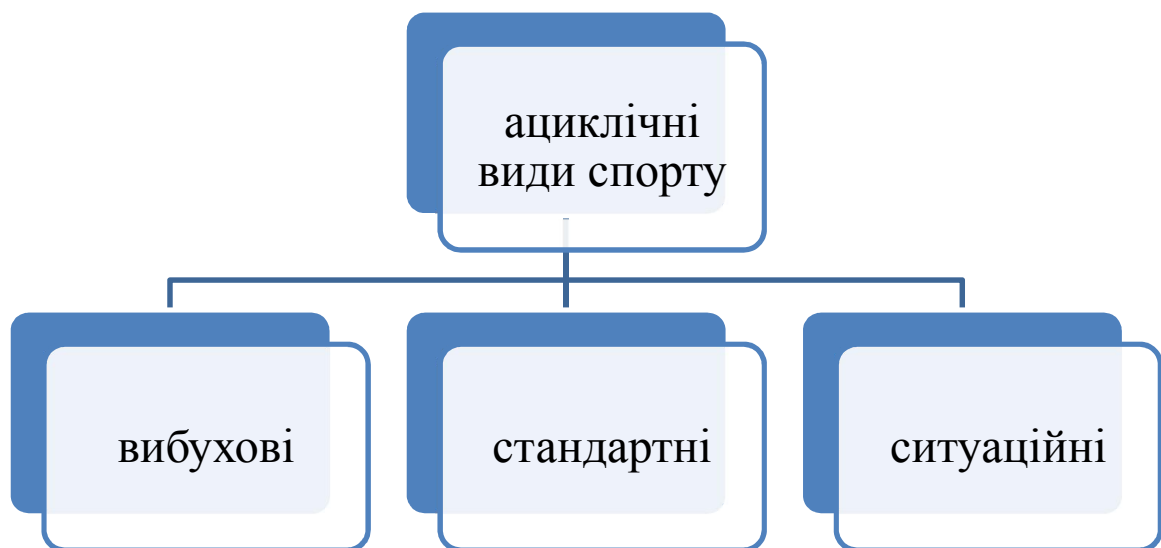 ациклічні
види спорту
вибухові
стандартні
ситуаційні